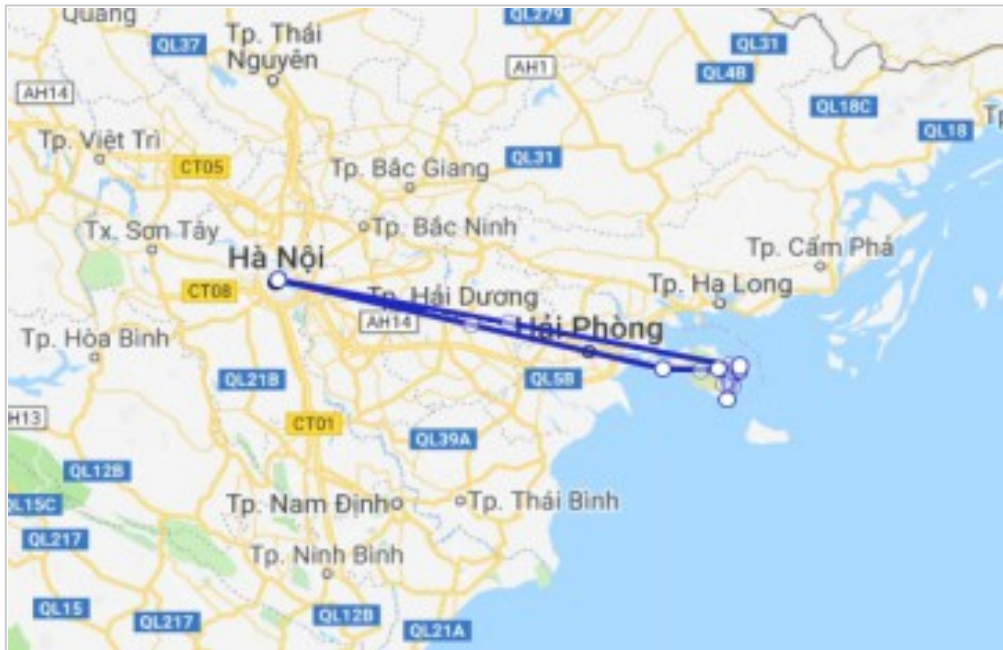 Quang
QL279
QL37
Tp. Thái
Nguyên
QL31
AH1
QL4B
AH14
QL18C
Tp
Tp. Việt Trì
QL18
CT05
QL31
Tp. Bắc Giang
Tx. Sơn Tây
Tp. Bắc Ninh
Tp. Cẩm Phả
Hà Nội
CT08
Tp. Hải Dương
Tp. Hạ Long
AH14
Hải Phòng
Tp. Hòa Bình
QL21B
QL5B
H13
CT01
QL39A
QL12B
QL15C
Tp. Nam Định
Tp. Thái Bình
QL217
Tp. Ninh Bình
QL15
QL217
QL12B
QL21A